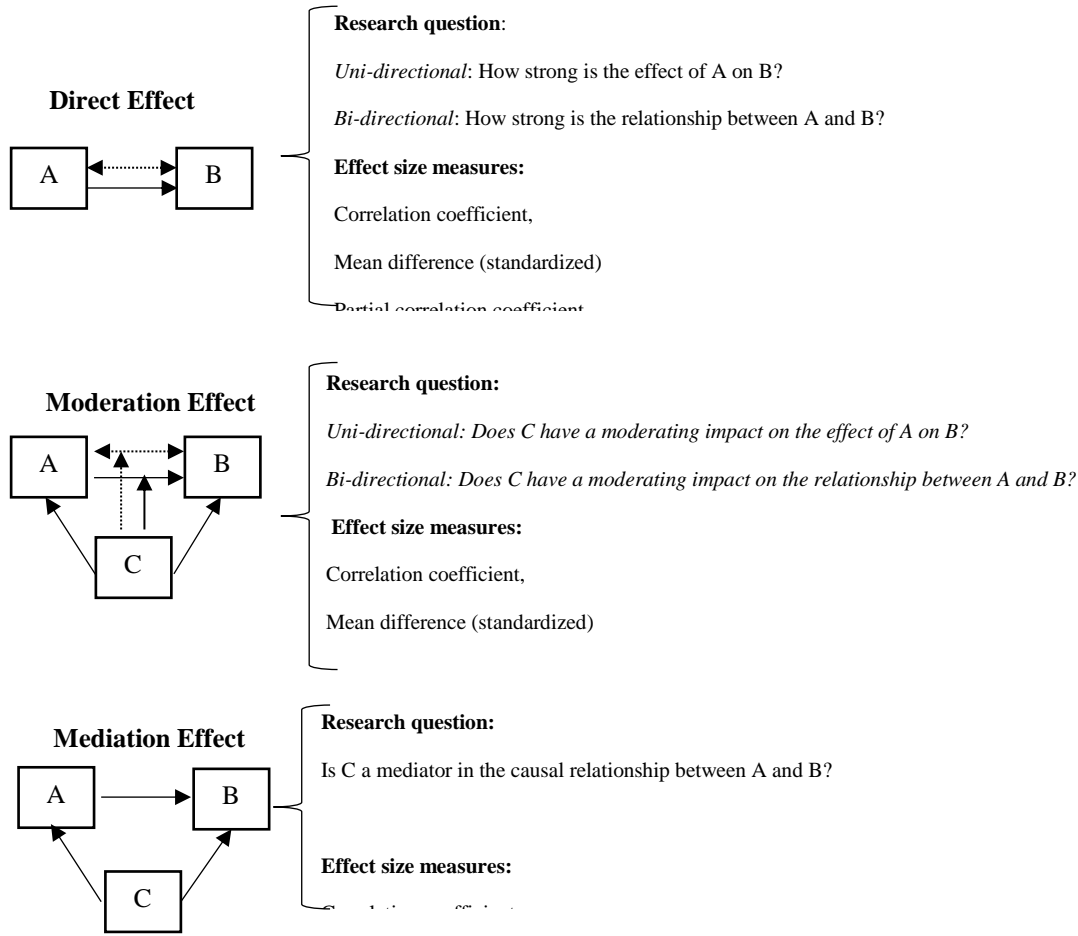 Direct Effect
A
B
Research question:
Uni-directional: How strong is the effect of A on B?
Bi-directional: How strong is the relationship between A and B?
Effect size measures:
Correlation coefficient,
Mean difference (standardized)
Partial correlation coefficient
Moderation Effect
A
B
C
Research question:
Uni-directional: Does C have a moderating impact on the effect of A on B?
Bi-directional: Does C have a moderating impact on the relationship between A and B?
Effect size measures:
Correlation coefficient,
Mean difference (standardized)
Mediation Effect
A
B
C
Research question:
Is C a mediator in the causal relationship between A and B?
Effect size measures: